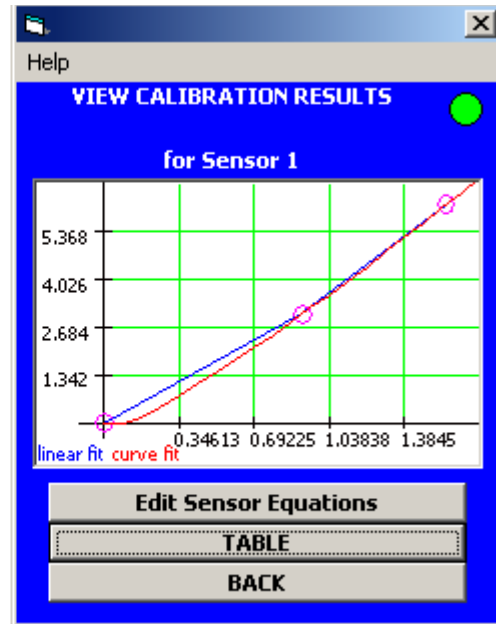 Help
VIEW CALIBRATION RESULTS
for Sensor 1
5.368
4.026
2.684
1.342
0.34613 0.69225 1.03838 1.3845
linear fit curve fit
Edit Sensor Equations
TABLE
BACK